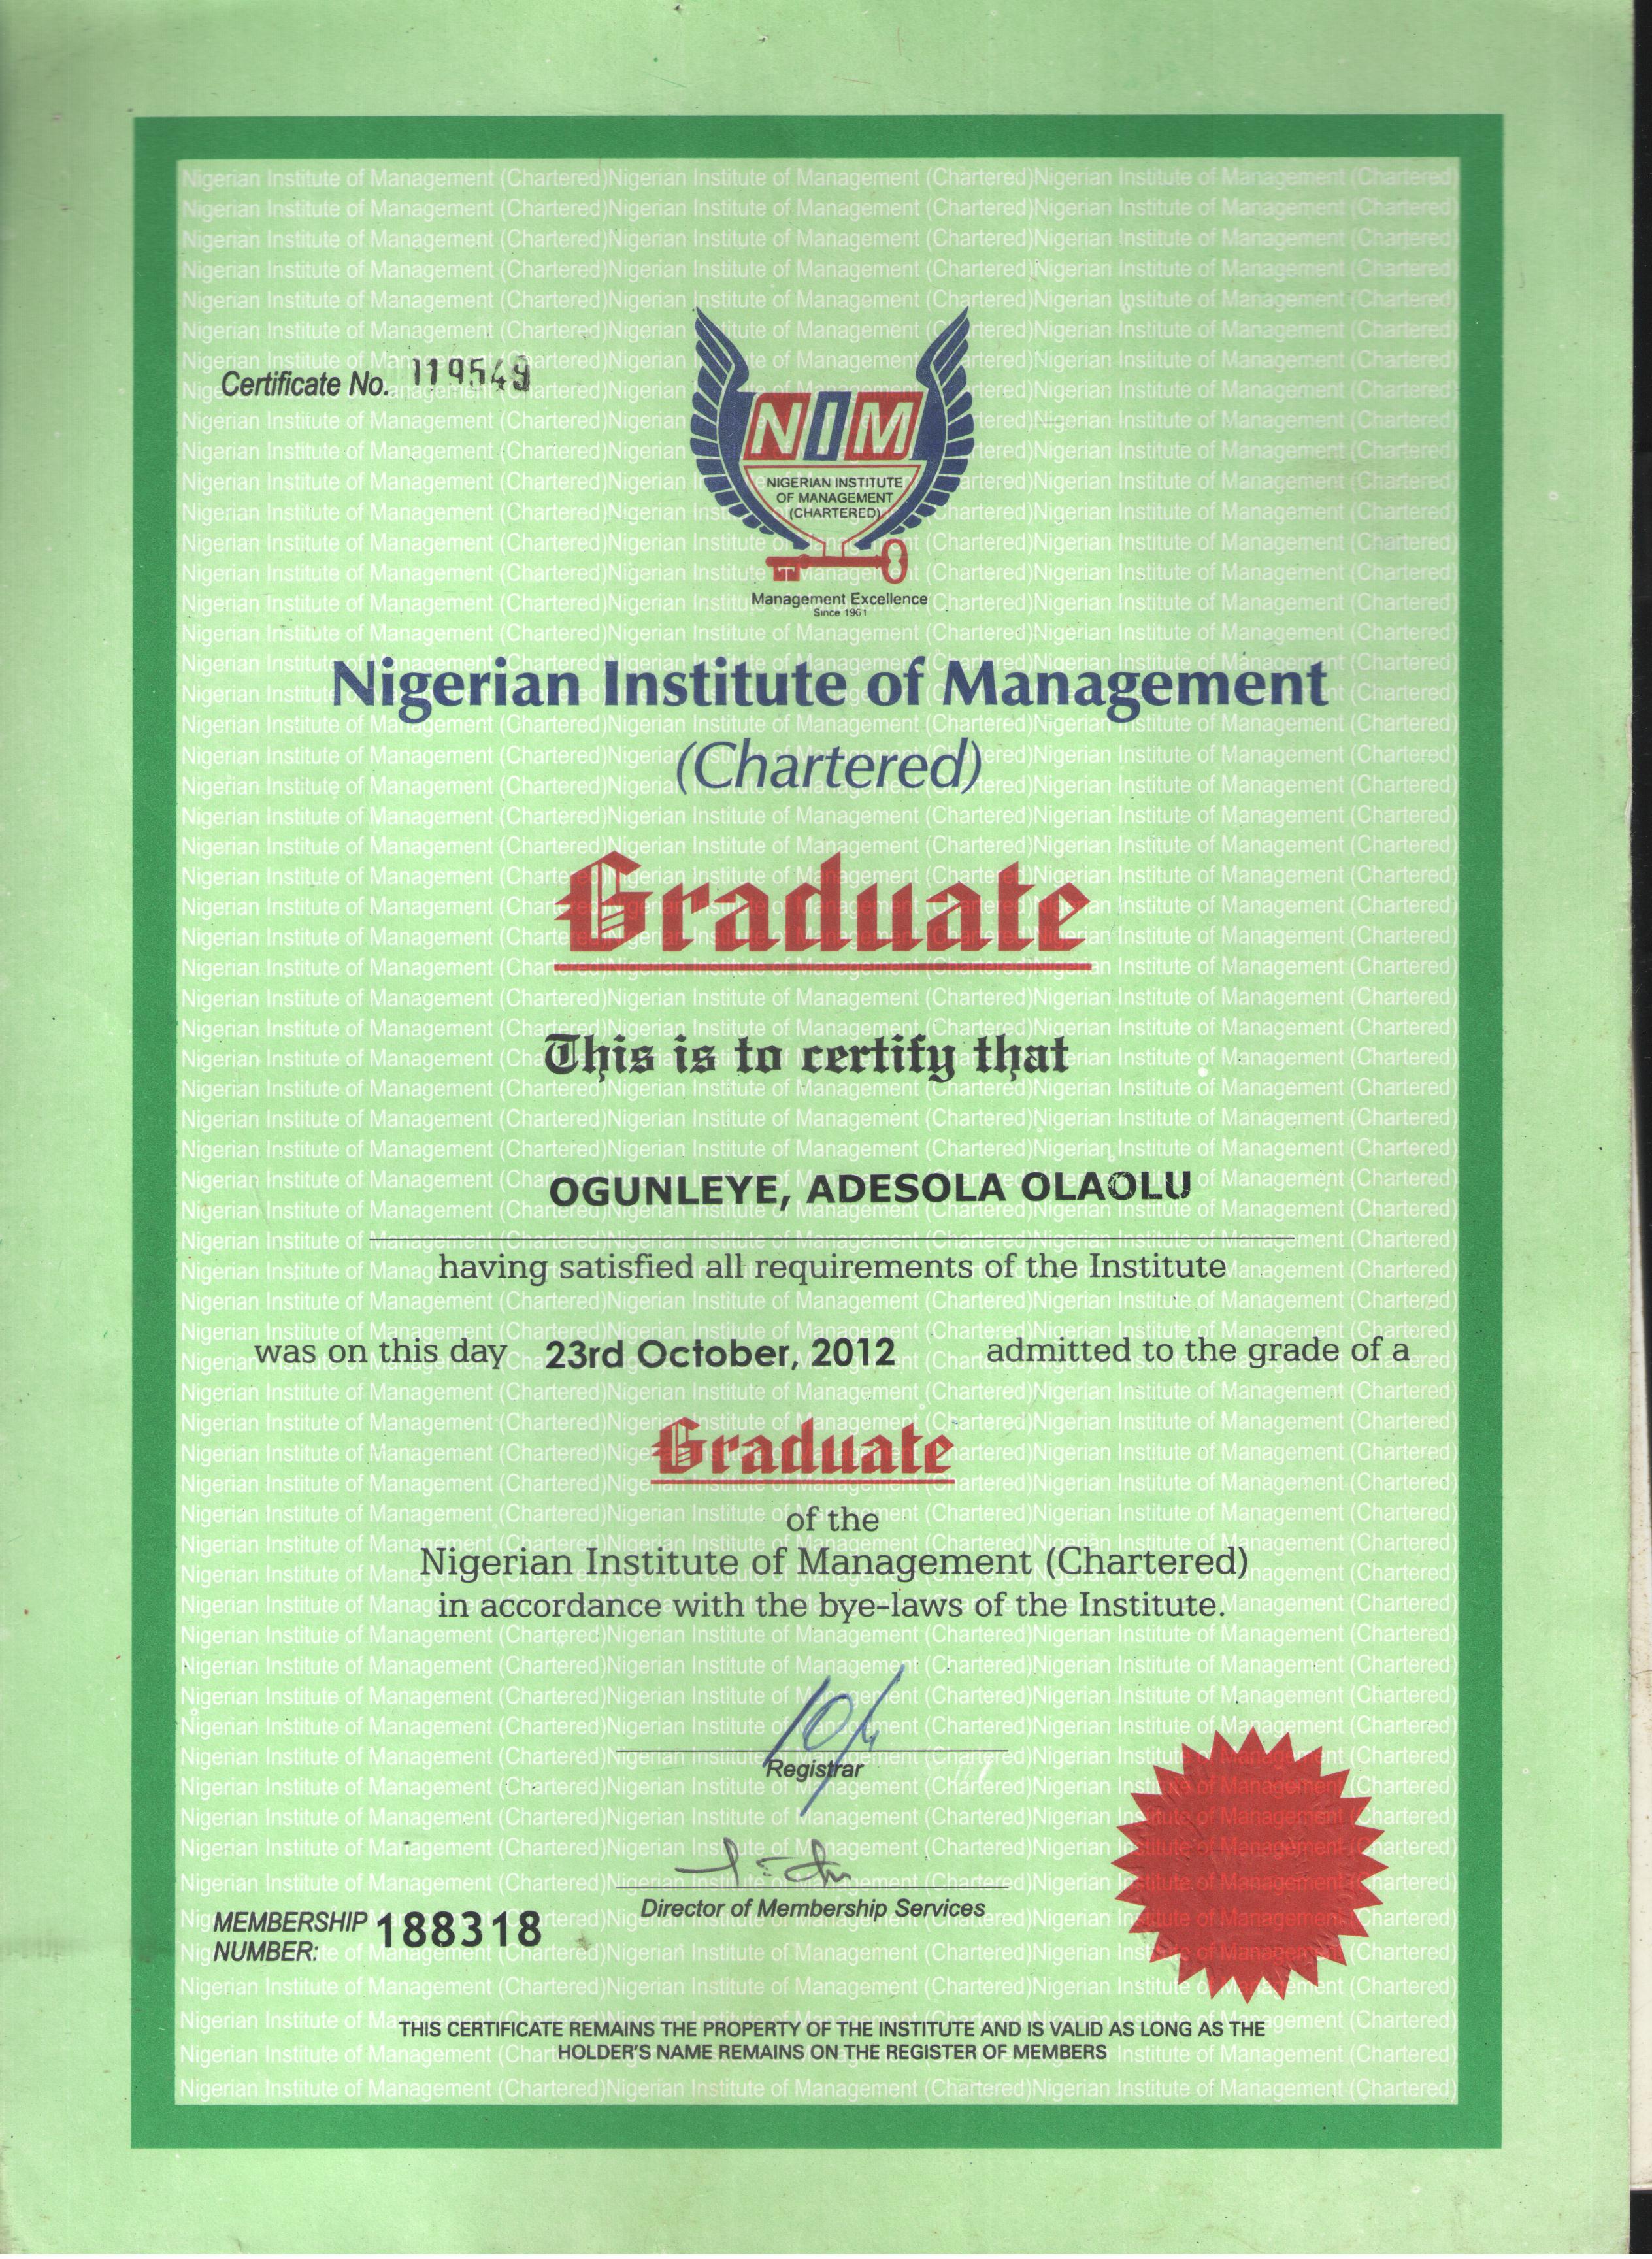 Certificate No. 119549
NIM
NIGERIAN INSTITUTE
OF MANAGEMENT
(CHARTERED)
T
Management Excellence
Since 1961
Nigerian Institute of Management
(Chartered)
Graduate
This is to certify that
OGUNLEYE, ADESOLA OLAOLU
having satisfied all requirements of the Institute
was on this day 23rd October, 2012 admitted to the grade of a
Graduate
of the
Nigerian Institute of Management (Chartered)
in accordance with the bye-laws of the Institute.
Registrar
Director of Membership Services
MEMBERSHIP
NUMBER: 188318
THIS CERTIFICATE REMAINS THE PROPERTY OF THE INSTITUTE AND IS VALID AS LONG AS THE
HOLDER'S NAME REMAINS ON THE REGISTER OF MEMBERS